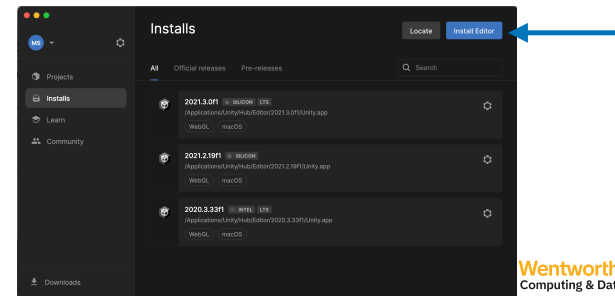 Installs
Locate
Install Editor
MS
All
Official releases
Pre-releases
Search
Projects
Installs
Learn
Community
2021.3.0f1 SILICON LTS
/Applications/Unity/Hub/Editor/2021.3.0f1/Unity.app
WebGL macOS
2021.2.19f1 SILICON
/Applications/Unity/Hub/Editor/2021.2.19f1/Unity.app
WebGL macOS
2020.3.33f1 INTEL LTS
/Applications/Unity/Hub/Editor/2020.3.33f1/Unity.app
WebGL macOS
Downloads
Wentworth
Computing & Dat